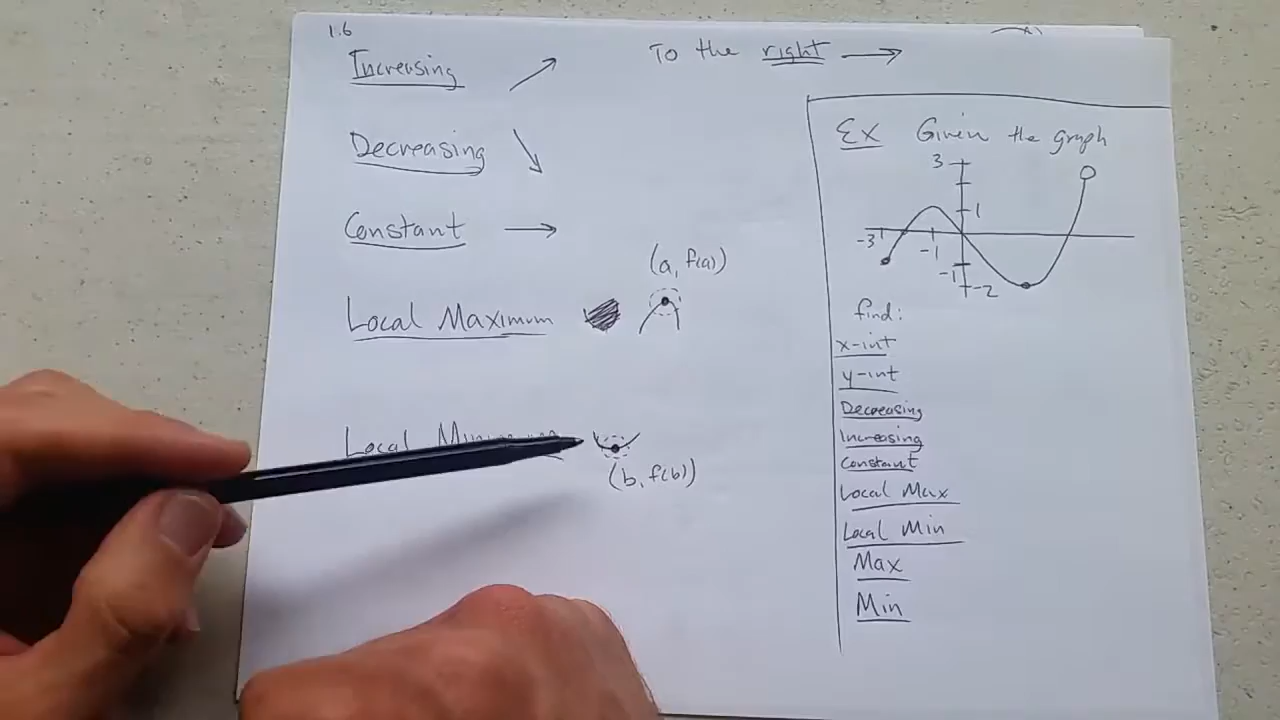 1.6
Increasing
To the right
Decreasing
Constant
(a, f(a))
Local Maximum
Local
(b, f(b))
Ex Given the graph
3
1
-3
-1
-1
-2
find:
x-int
y-int
Decreasing
Increasing
Constant
Local Max
Local Min
Max
Min